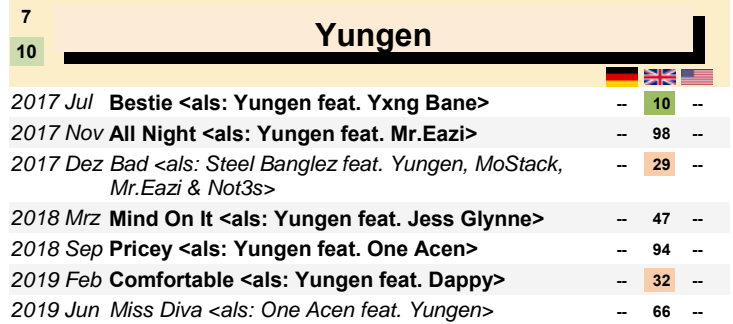 7
10
Yungen
2017 Jul Bestie <als: Yungen feat. Yxng Bane> -- 10 --
2017 Nov All Night <als: Yungen feat. Mr.Eazi> -- 98 --
2017 Dez Bad <als: Steel Banglez feat. Yungen, MoStack, -- 29 --
Mr.Eazi & Not3s>
2018 Mrz Mind On It <als: Yungen feat. Jess Glynne> -- 47 --
2018 Sep Pricey <als: Yungen feat. One Acen> -- 94 --
2019 Feb Comfortable <als: Yungen feat. Dappy> -- 32 --
2019 Jun Miss Diva <als: One Acen feat. Yungen> -- 66 --